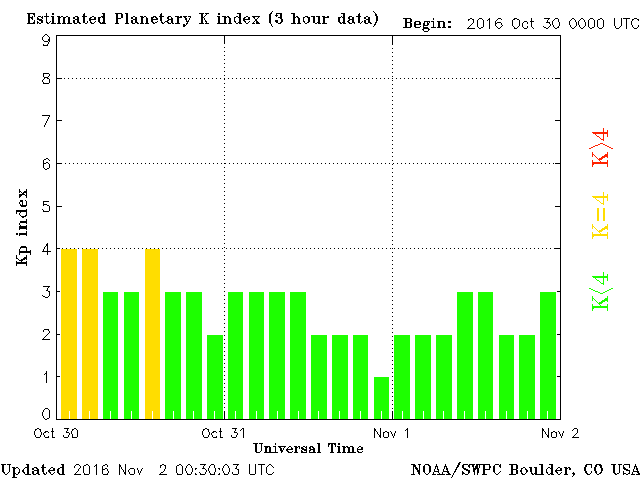 Estimated Planetary K index (3 hour data)
Begin: 2016 Oct 30 0000 UTC
9
8
7
6
5
4
3
2
1
0
Kp index
K>4
K=4
K<4
Oct 30
Oct 31
Nov 1
Nov 2
Universal Time
Updated 2016 Nov 2 00:30:03 UTC
NOAA/SWPC Boulder, CO USA